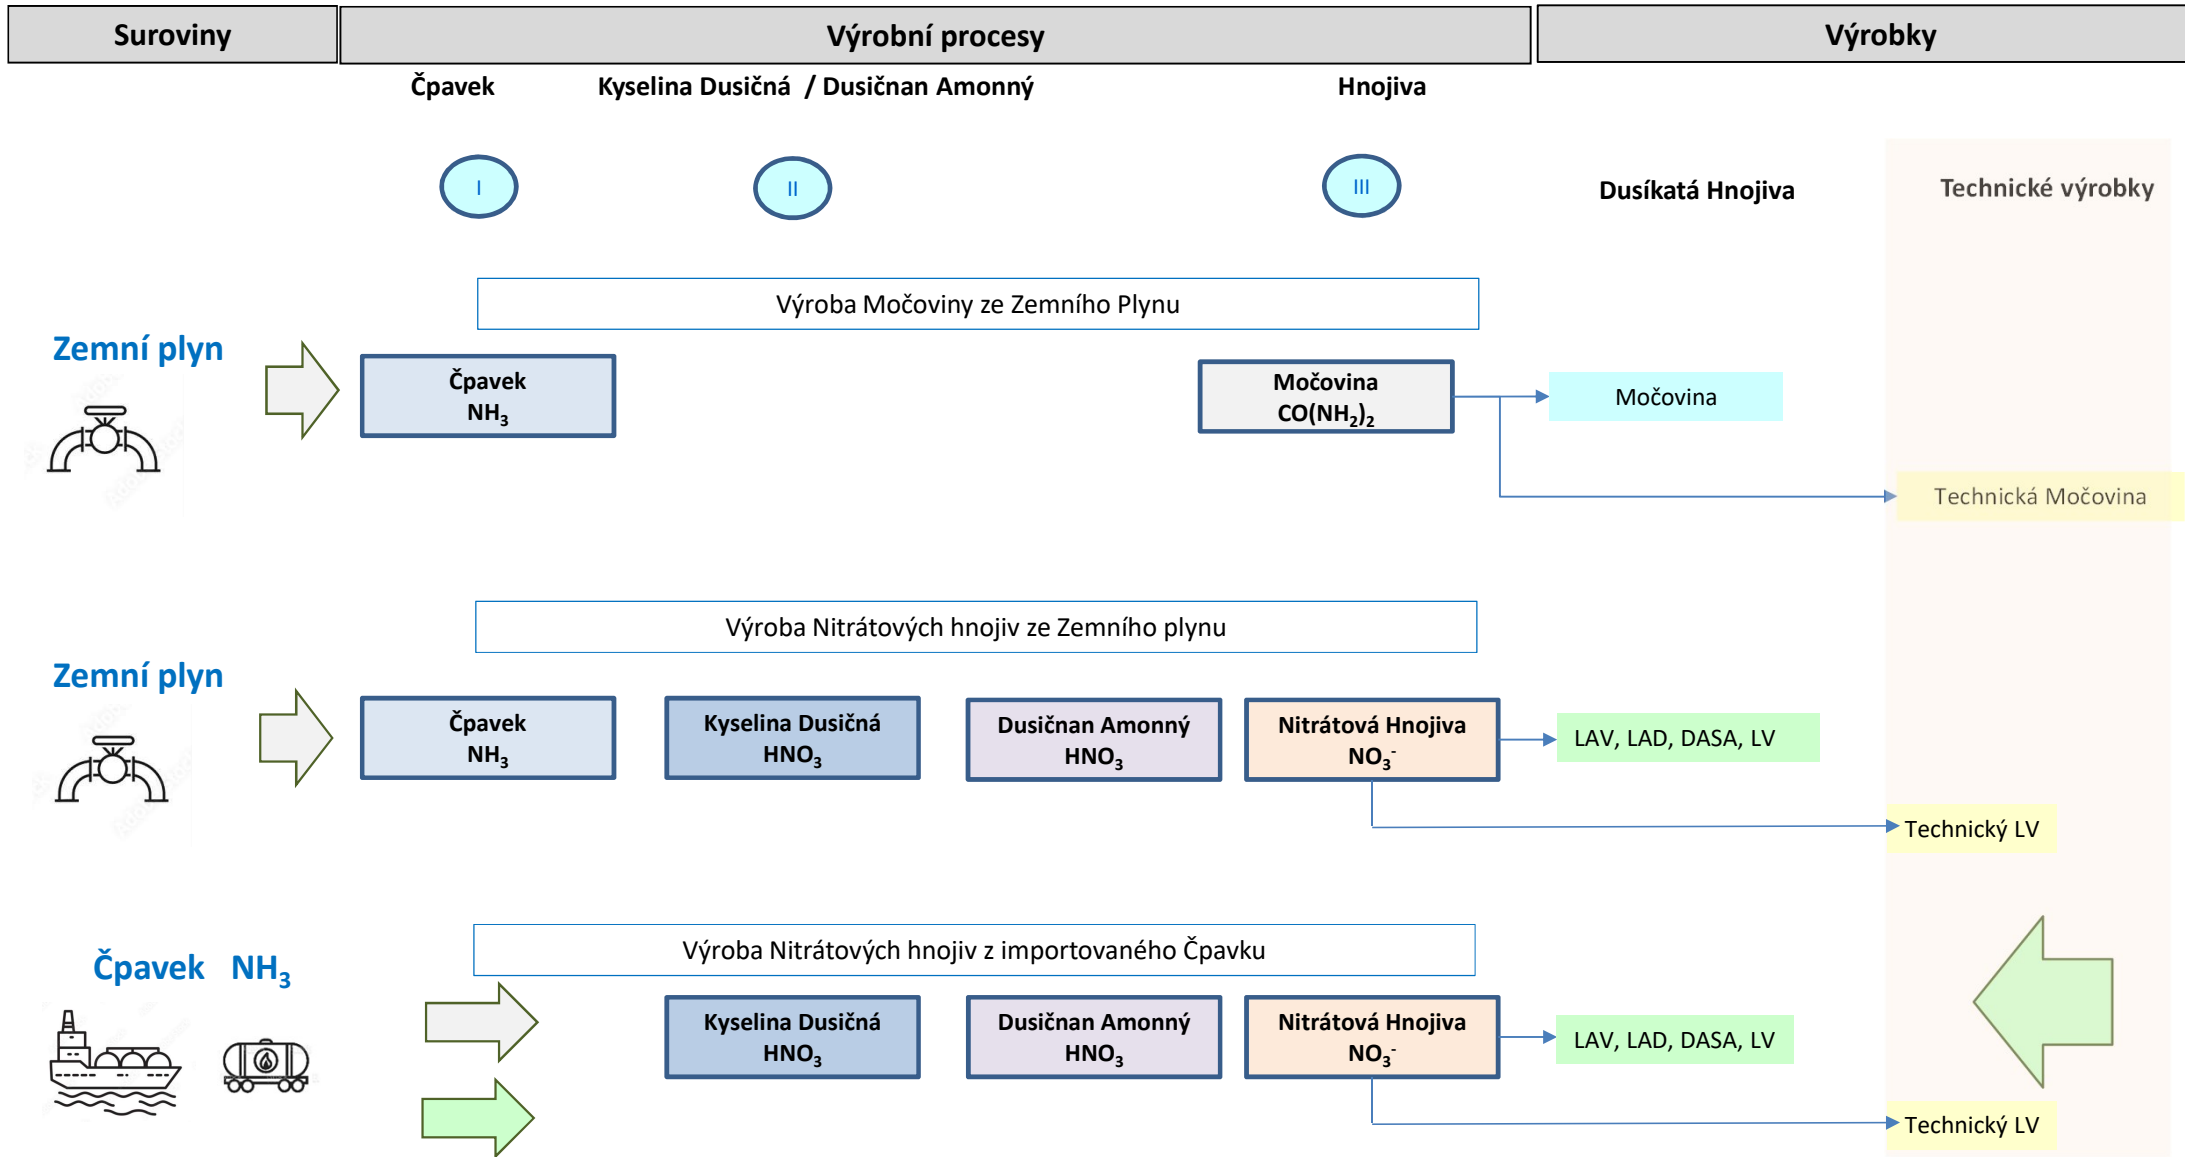 Suroviny
Výrobní procesy
Výrobky
Čpavek
Kyselina Dusičná / Dusičnan Amonný
Hnojiva
I
II
III
Dusíkatá Hnojiva
Technické výrobky
Výroba Močoviny ze Zemního Plynu
Zemní plyn
Čpavek
NH₃
Močovina
CO(NH₂)₂
Močovina
Technická Močovina
Výroba Nitrátových hnojiv ze Zemního plynu
Zemní plyn
Čpavek
NH₃
Kyselina Dusičná
HNO₃
Dusičnan Amonný
HNO₃
Nitrátová Hnojiva
NO₃⁻
LAV, LAD, DASA, LV
Technický LV
Výroba Nitrátových hnojiv z importovaného Čpavku
Čpavek NH₃
Kyselina Dusičná
HNO₃
Dusičnan Amonný
HNO₃
Nitrátová Hnojiva
NO₃⁻
LAV, LAD, DASA, LV
Technický LV